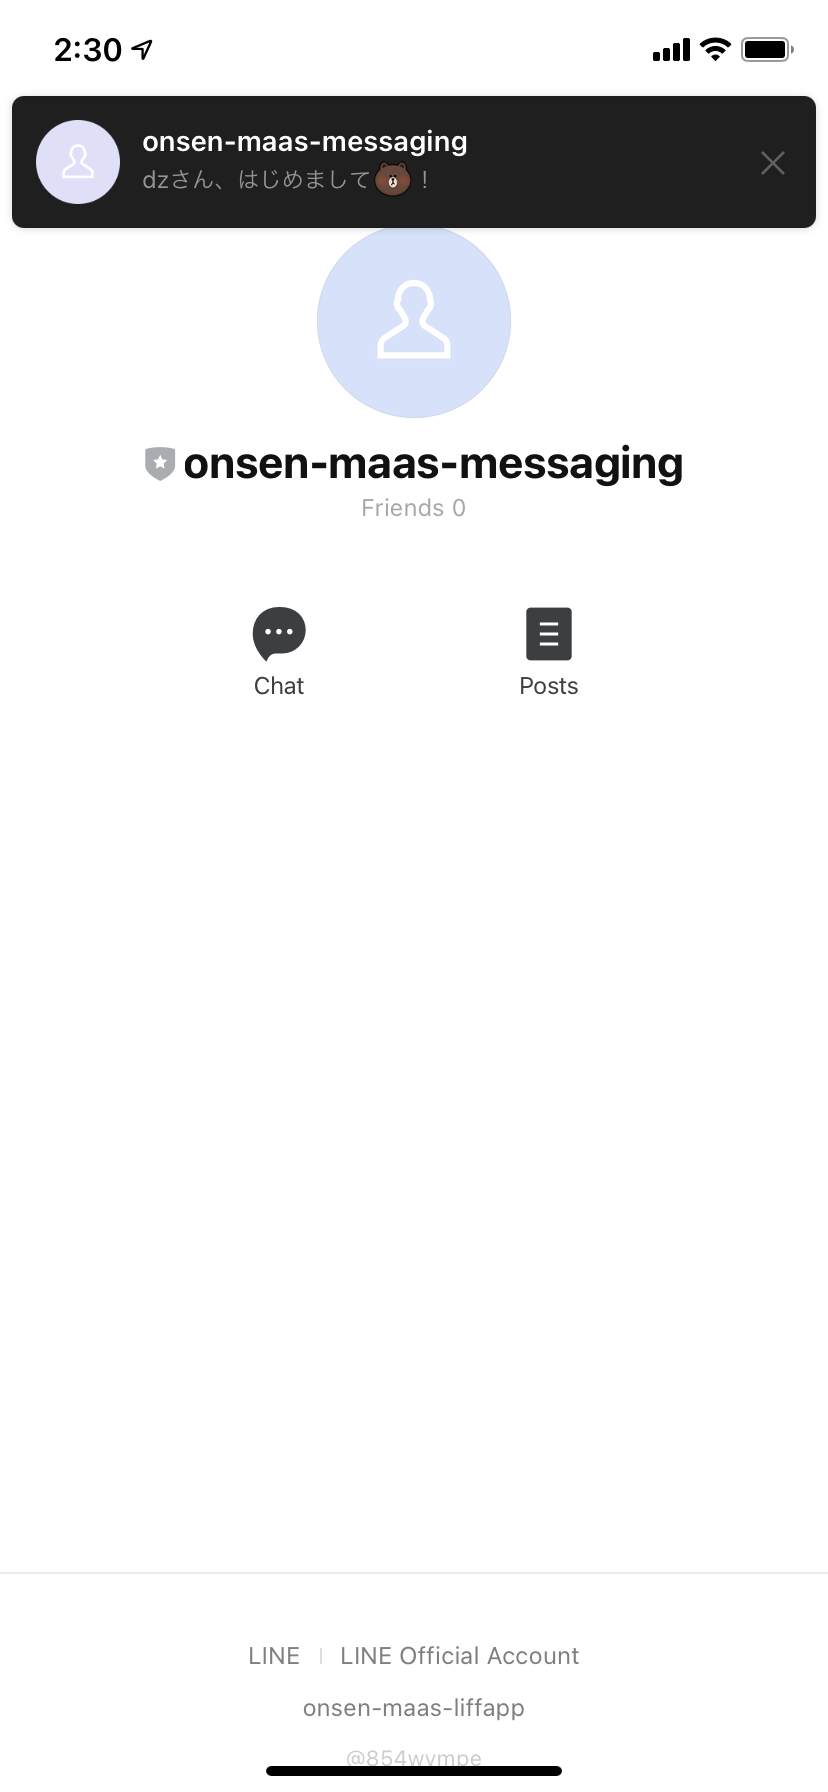 2:30
onsen-maas-messaging
dzさん、はじめまして！
onsen-maas-messaging
Friends 0
Chat
Posts
LINE | LINE Official Account
onsen-maas-liffapp
@854wvmpe